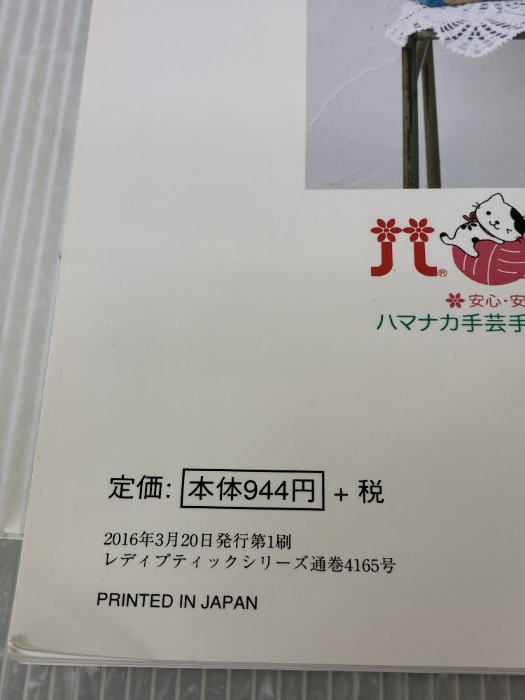 安心・安
ハマナカ手芸手
定価: 本体944円 + 税
2016年3月20日発行第1刷
レディブティックシリーズ通巻4165号
PRINTED IN JAPAN